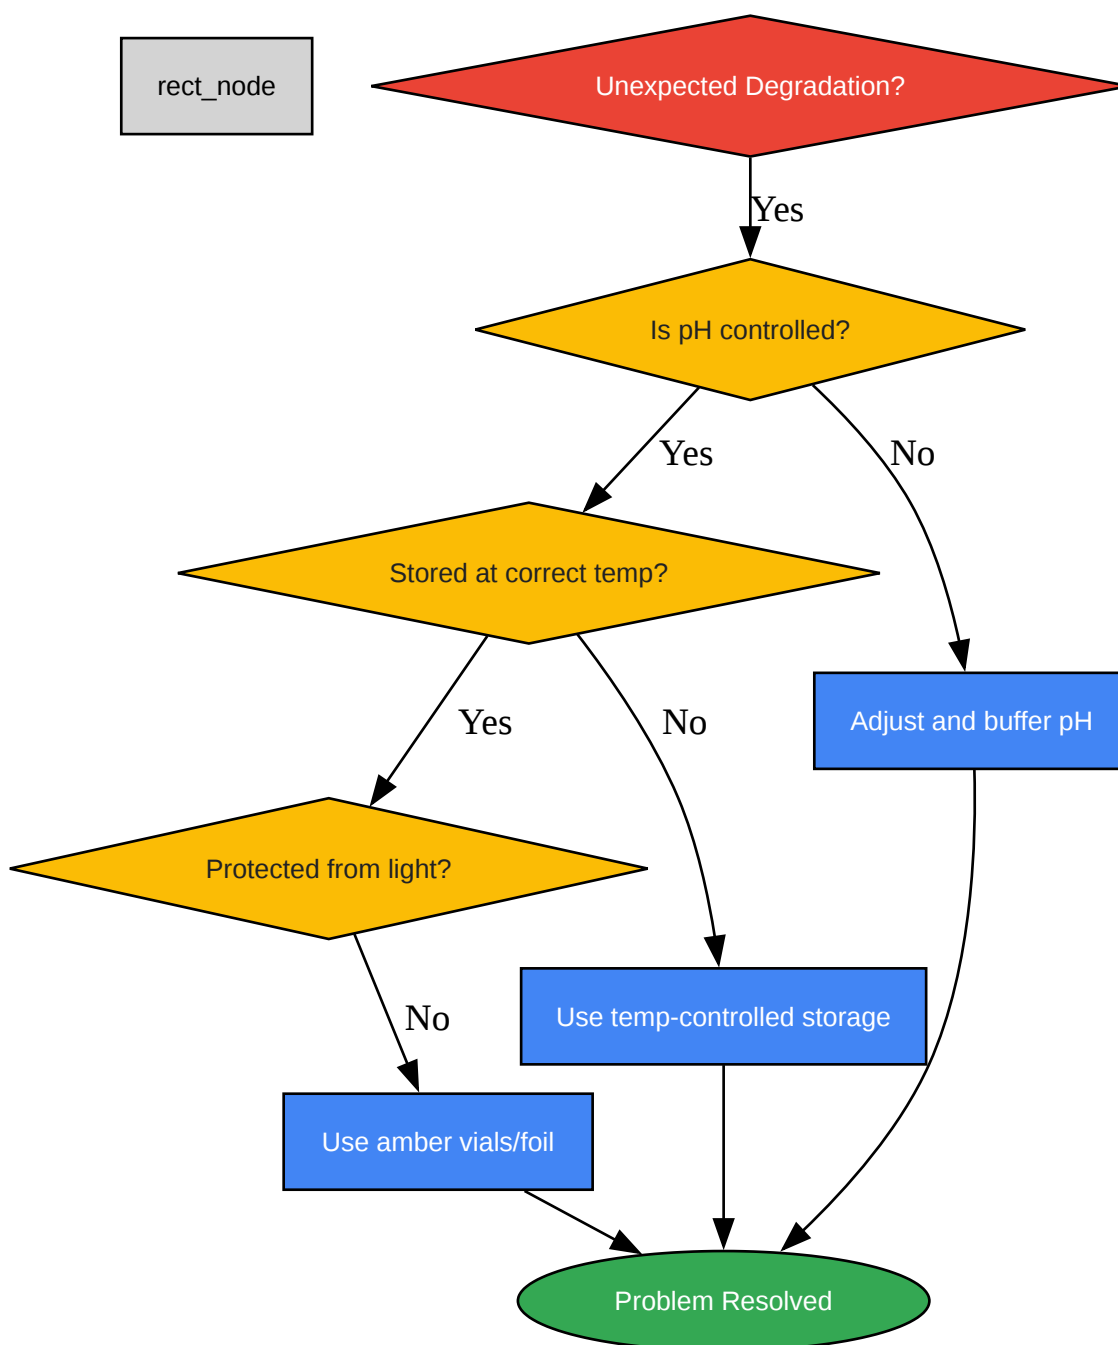 rect_node
Unexpected Degradation?
Yes
Is pH controlled?
Yes
No
Stored at correct temp?
Yes
No
Adjust and buffer pH
Protected from light?
No
Use temp-controlled storage
Use amber vials/foil
Problem Resolved